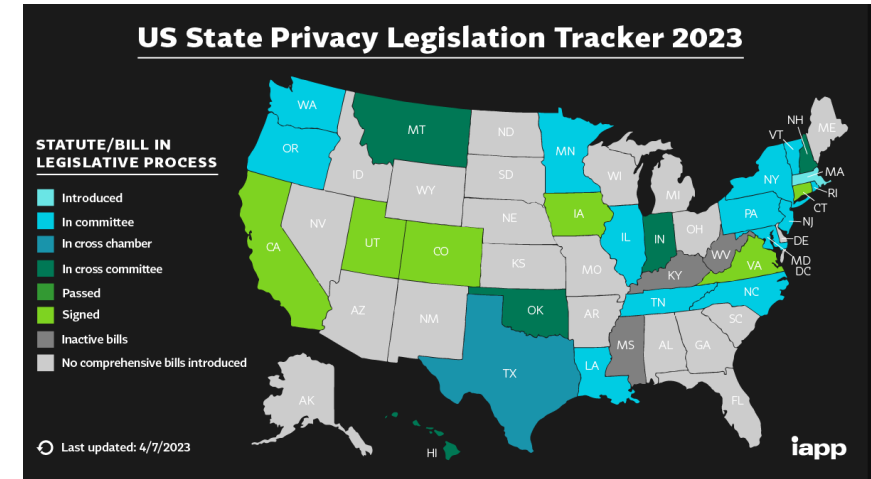 US State Privacy Legislation Tracker 2023
STATUTE/BILL IN
LEGISLATIVE PROCESS
Introduced
In committee
In cross chamber
In cross committee
Passed
Signed
Inactive bills
No comprehensive bills introduced
WA
OR
CA
NV
ID
MT
WY
UT
CO
AZ
NM
ND
SD
NE
KS
OK
TX
MN
IA
MO
AR
LA
WI
IL
MI
IN
OH
KY
TN
MS
AL
GA
FL
SC
NC
VA
WV
PA
NY
VT
NH
ME
MA
RI
CT
NJ
DE
MD
DC
AK
HI
Last updated: 4/7/2023
iapp